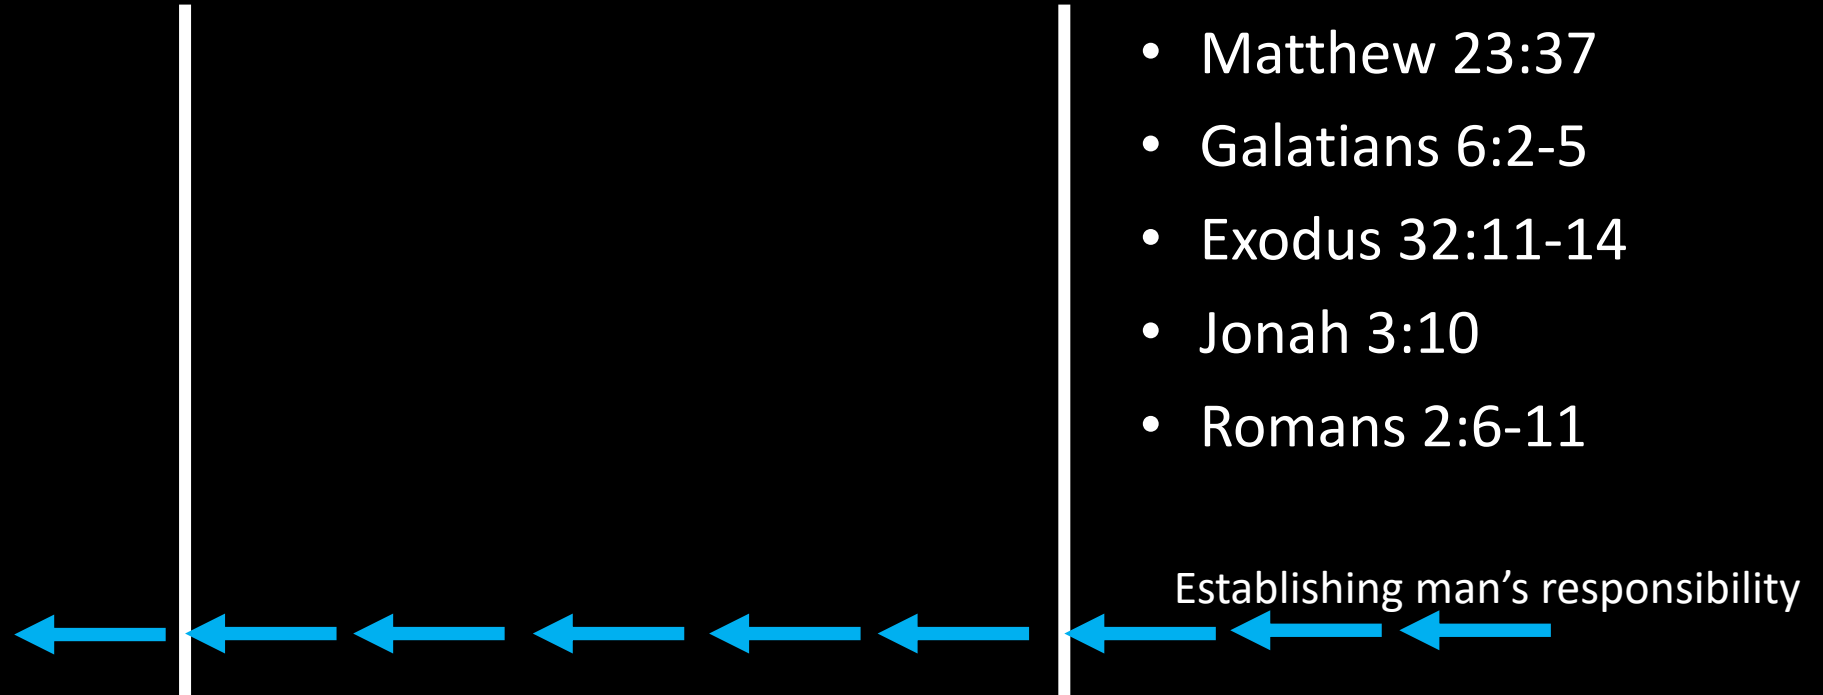 • Matthew 23:37
• Galatians 6:2-5
• Exodus 32:11-14
• Jonah 3:10
• Romans 2:6-11
Establishing man’s responsibility